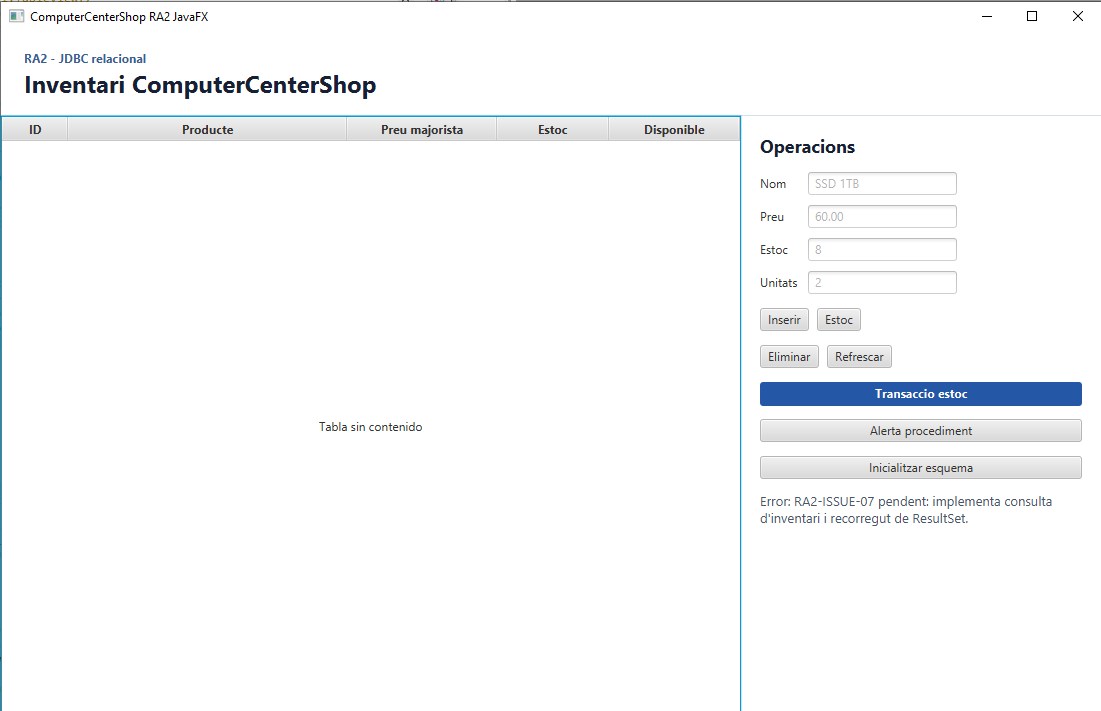 ComputerCenterShop RA2 JavaFX
RA2 - JDBC relacional
Inventari ComputerCenterShop
ID Producte Preu majorista Estoc Disponible
Tabla sin contenido
Operacions
Nom SSD 1TB
Preu 60.00
Estoc 8
Unitats 2
Inserir Estoc
Eliminar Refrescar
Transaccio estoc
Alerta procediment
Inicialitzar esquema
Error: RA2-ISSUE-07 pendent: implementa consulta
d'inventari i recorregut de ResultSet.